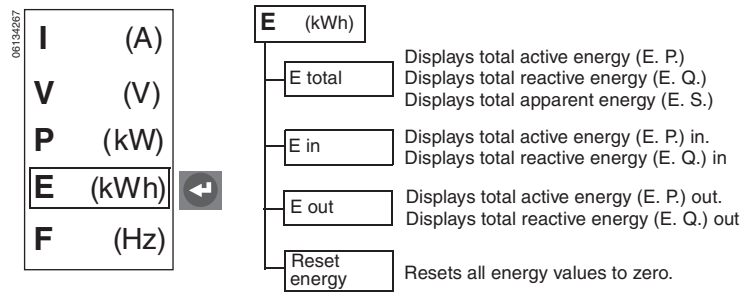 06134267
I (A)
V (V)
P (kW)
E (kWh)
F (Hz)
E (kWh)
E total
Displays total active energy (E. P.)
Displays total reactive energy (E. Q.)
Displays total apparent energy (E. S.)
E in
Displays total active energy (E. P.) in.
Displays total reactive energy (E. Q.) in
E out
Displays total active energy (E. P.) out.
Displays total reactive energy (E. Q.) out
Reset
energy
Resets all energy values to zero.